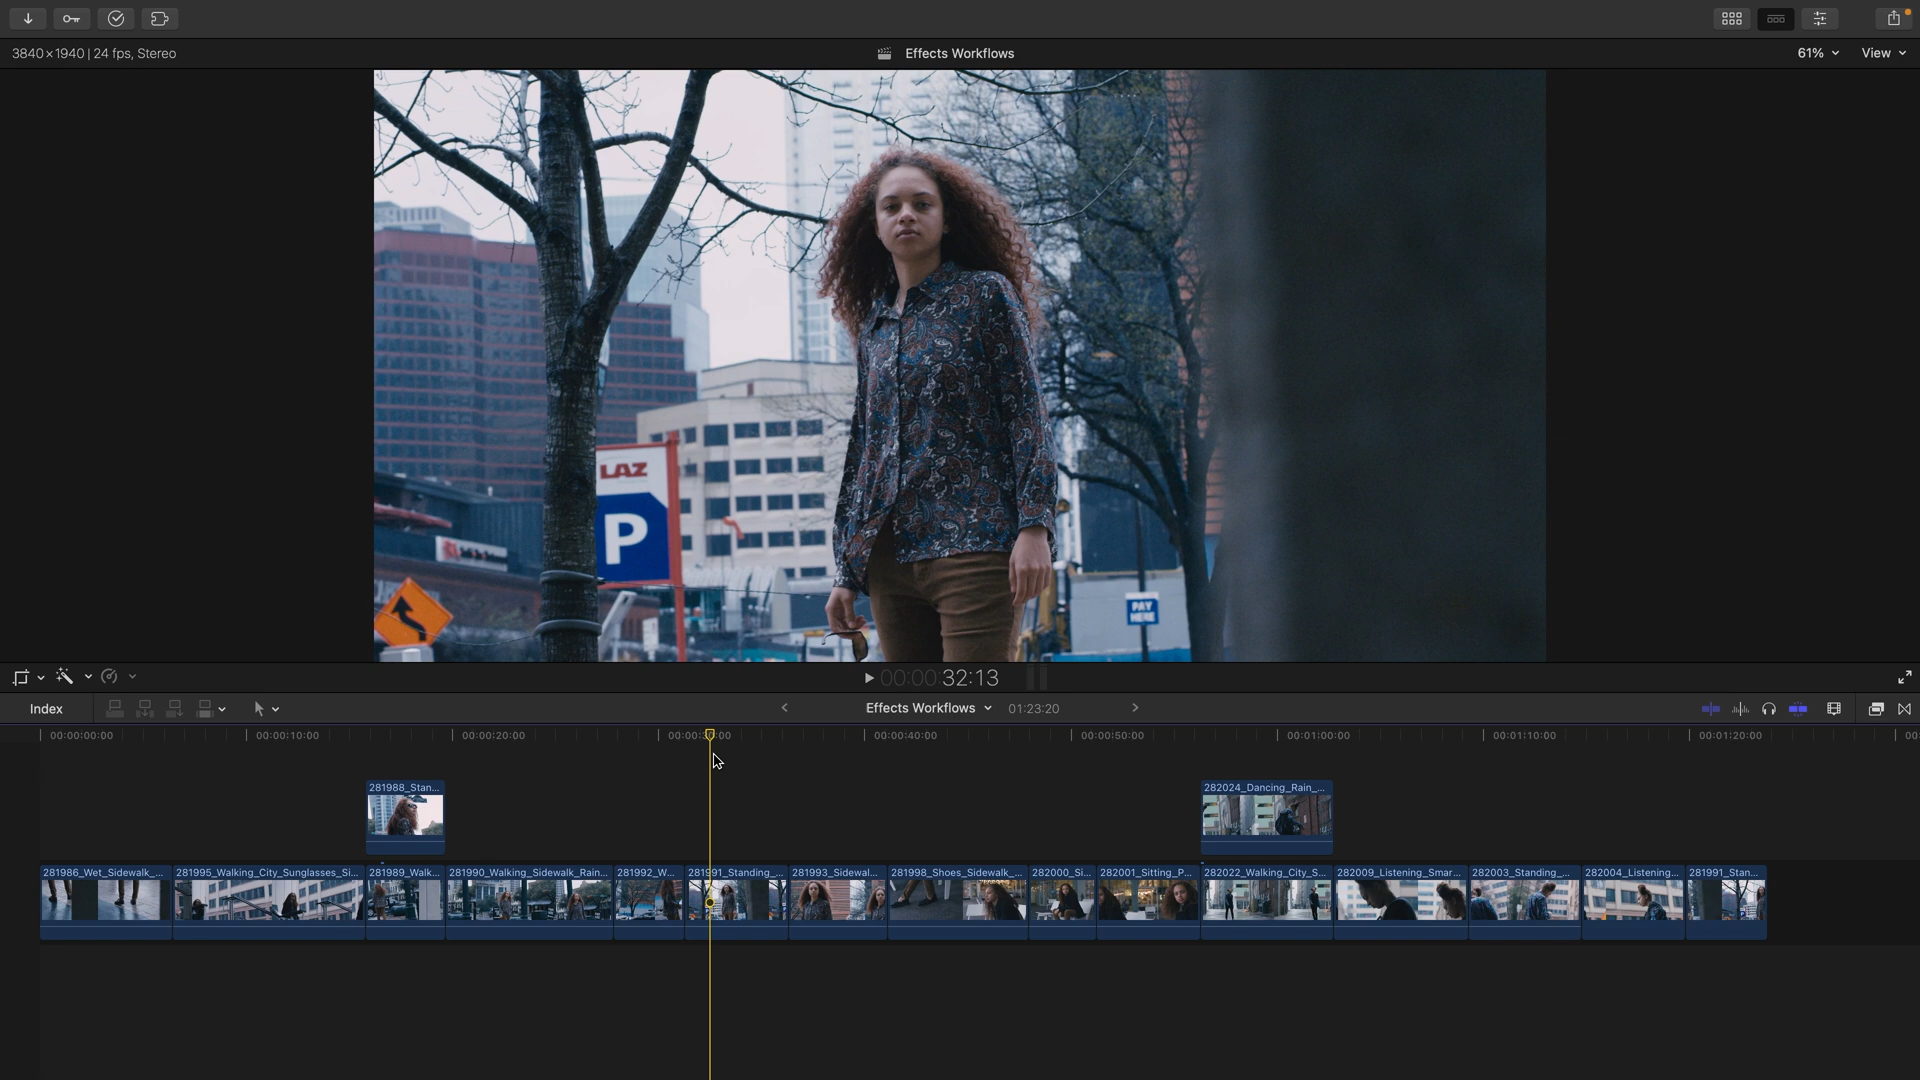 3840×1940 | 24 fps, Stereo
Effects Workflows
61%
View
LAZ
P
PAY
HERE
00:00:32:13
Index
Effects Workflows
01:23:20
00:00:00:00
00:00:10:00
00:00:20:00
00:00:40:00
00:00:50:00
00:01:00:00
00:01:10:00
00:01:20:00
00:
281988_Stan...
282024_Dancing_Rain_...
281986_Wet_Sidewalk_...
281995_Walking_City_Sunglasses_Si...
281989_Walk...
281990_Walking_Sidewalk_Rain...
281992_W...
281991_Standing_...
281993_Sidewal...
281998_Shoes_Sidewalk_...
282000_Si...
282001_Sitting_P...
282022_Walking_City_S...
282009_Listening_Smar...
282003_Standing_...
282004_Listening...
281991_Stan...